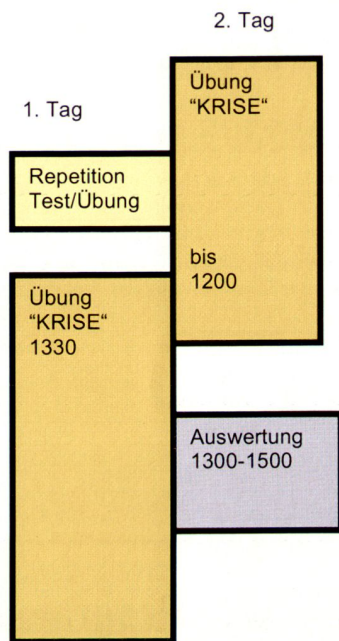 1. Tag
Repetition
Test/Übung
Übung
“KRISE“
1330
2. Tag
Übung
“KRISE“
bis
1200
Auswertung
1300-1500